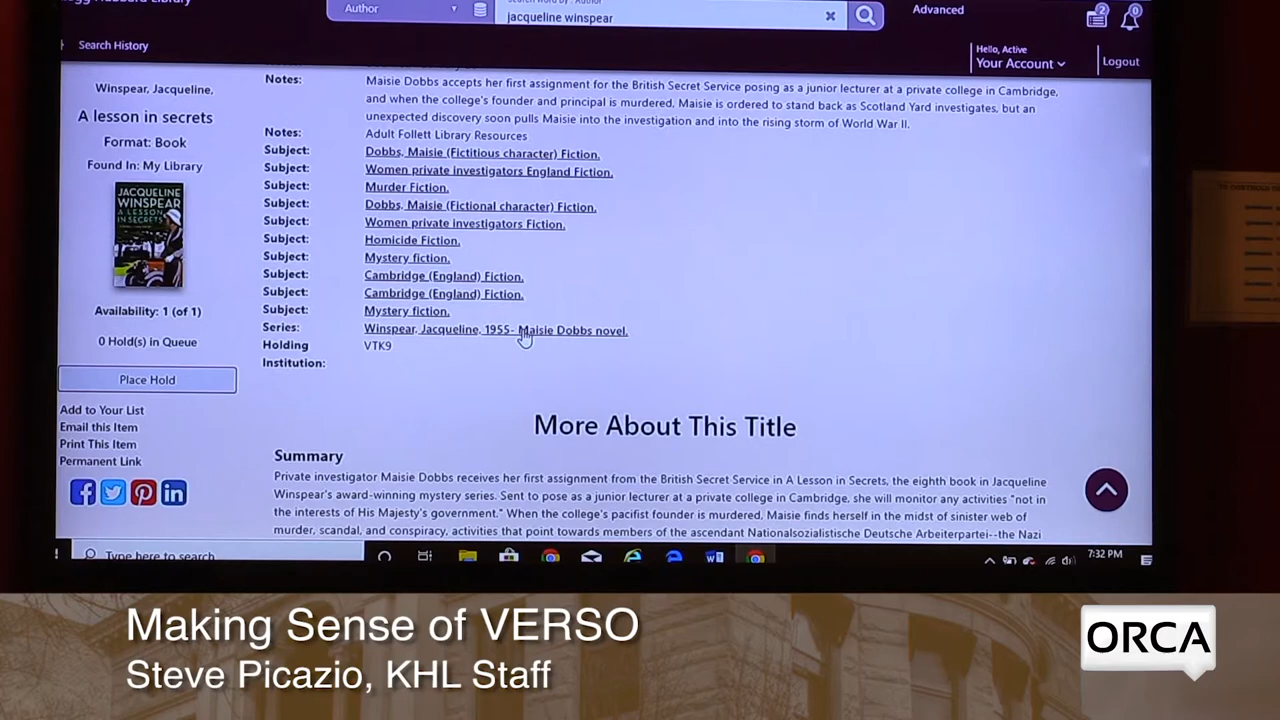 Hubbard Library
Author
jacqueline winspear
Advanced
2
0
Search History
Hello, Active
Your Account
Logout
Winspear, Jacqueline,
A lesson in secrets
Format: Book
Found In: My Library
JACQUELINE
WINSPEAR
A LESSON
IN SECRETS
Availability: 1 (of 1)
0 Hold(s) in Queue
Place Hold
Add to Your List
Email this Item
Print This Item
Permanent Link
Notes: Maisie Dobbs accepts her first assignment for the British Secret Service posing as a junior lecturer at a private college in Cambridge,
and when the college's founder and principal is murdered, Maisie is ordered to stand back as Scotland Yard investigates, but an
unexpected discovery soon pulls Maisie into the investigation and into the rising storm of World War II.
Notes: Adult Follett Library Resources
Subject: Dobbs, Maisie (Fictitious character) Fiction.
Subject: Women private investigators England Fiction.
Subject: Murder Fiction.
Subject: Dobbs, Maisie (Fictional character) Fiction.
Subject: Women private investigators Fiction.
Subject: Homicide Fiction.
Subject: Mystery fiction.
Subject: Cambridge (England) Fiction.
Subject: Cambridge (England) Fiction.
Subject: Mystery fiction.
Series: Winspear, Jacqueline, 1955- Maisie Dobbs novel.
Holding VTK9
Institution:
More About This Title
Summary
Private investigator Maisie Dobbs receives her first assignment from the British Secret Service in A Lesson in Secrets, the eighth book in Jacqueline
Winspear's award-winning mystery series. Sent to pose as a junior lecturer at a private college in Cambridge, she will monitor any activities "not in
the interests of His Majesty's government." When the college's pacifist founder is murdered, Maisie finds herself in the midst of sinister web of
murder, scandal, and conspiracy, activities that point towards members of the ascendant Nationalsozialistische Deutsche Arbeiterpartei--the Nazi
Type here to search
7:32 PM
Making Sense of VERSO
Steve Picazio, KHL Staff
ORCA